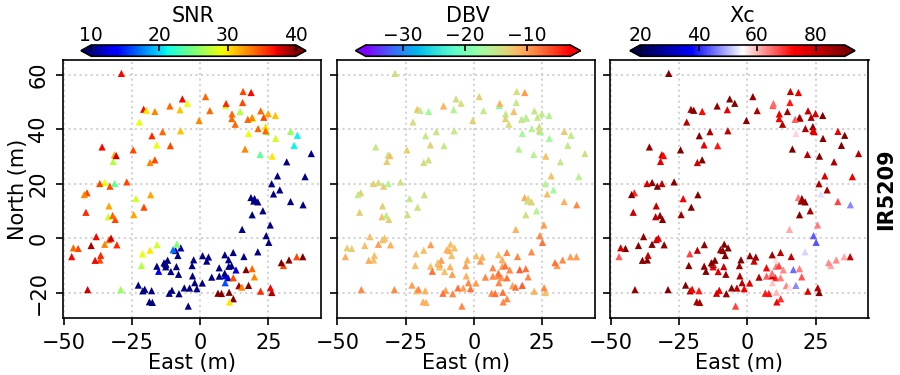 SNR
DBV
Xc
10 20 30 40
−30 −20 −10
20 40 60 80
60
40
20
0
−20
North (m)
−50 −25 0 25
−50 −25 0 25
−50 −25 0 25
East (m)
East (m)
East (m)
IR5209